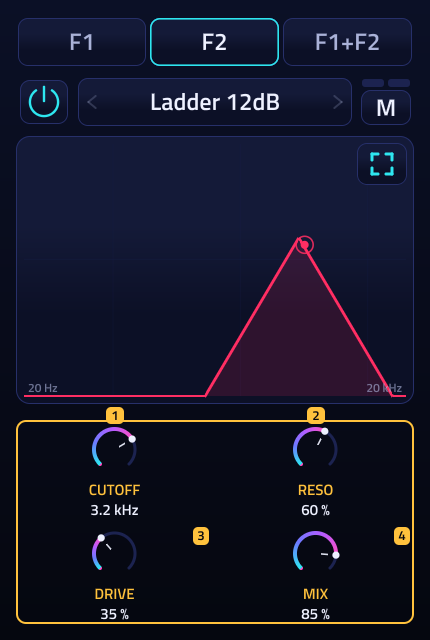 F1 F2 F1+F2
Ladder 12dB M
20 Hz 20 kHz
1 2
CUTOFF RESO
3.2 kHz 60 %
3 4
DRIVE MIX
35 % 85 %